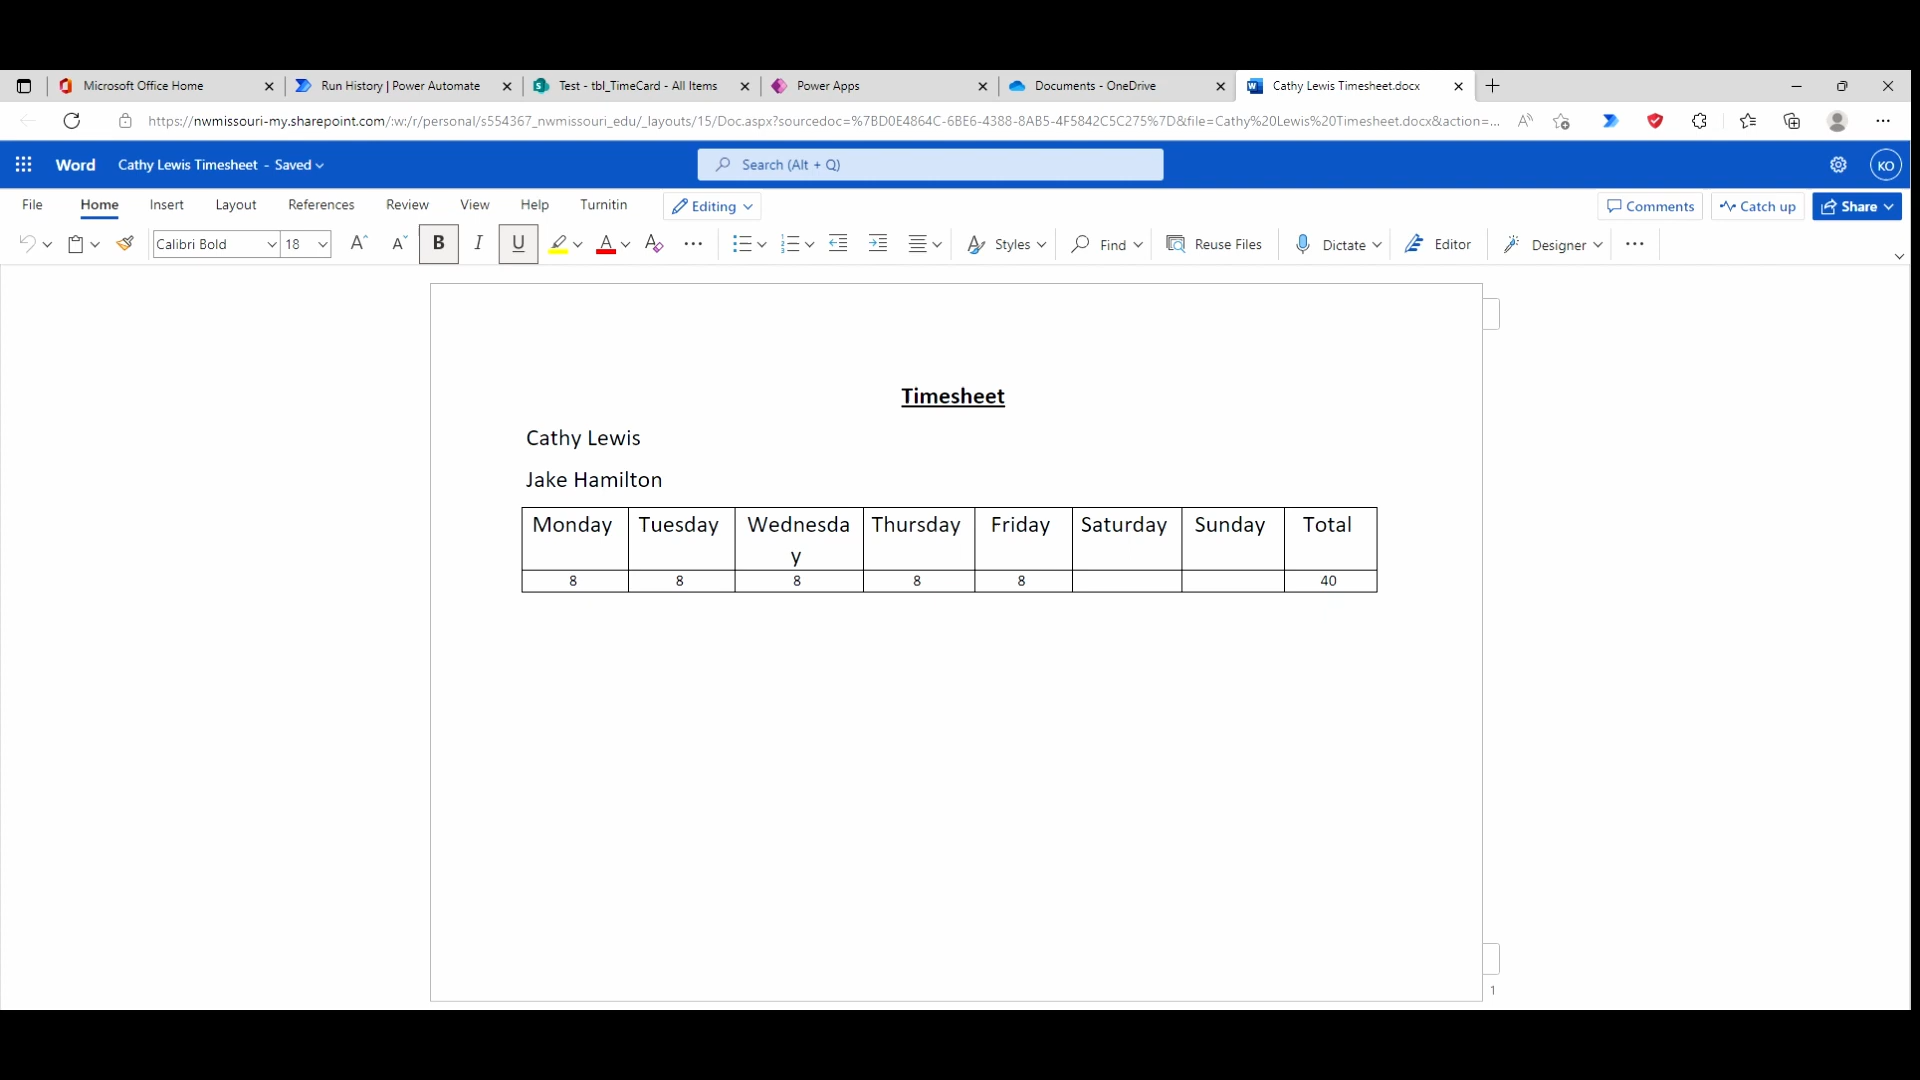 Microsoft Office Home
Run History | Power Automate
Test - tbl_TimeCard - All Items
Power Apps
Documents - OneDrive
Cathy Lewis Timesheet.docx
https://nwmissouri-my.sharepoint.com/:w:/r/personal/s554367_nwmissouri_edu/_layouts/15/Doc.aspx?sourcedoc=%7BD0E4864C-6BE6-4388-8AB5-4F5842C5C275%7D&file=Cathy%20Lewis%20Timesheet.docx&action=...
Word Cathy Lewis Timesheet - Saved
Search (Alt + Q)
KO
File Home Insert Layout References Review View Help Turnitin Editing Comments Catch up Share
Calibri Bold 18 A A B I U A A Styles Find Reuse Files Dictate Editor Designer
Timesheet
Cathy Lewis
Jake Hamilton
Monday Tuesday Wednesda Thursday Friday Saturday Sunday Total
y
8 8 8 8 8 40
1